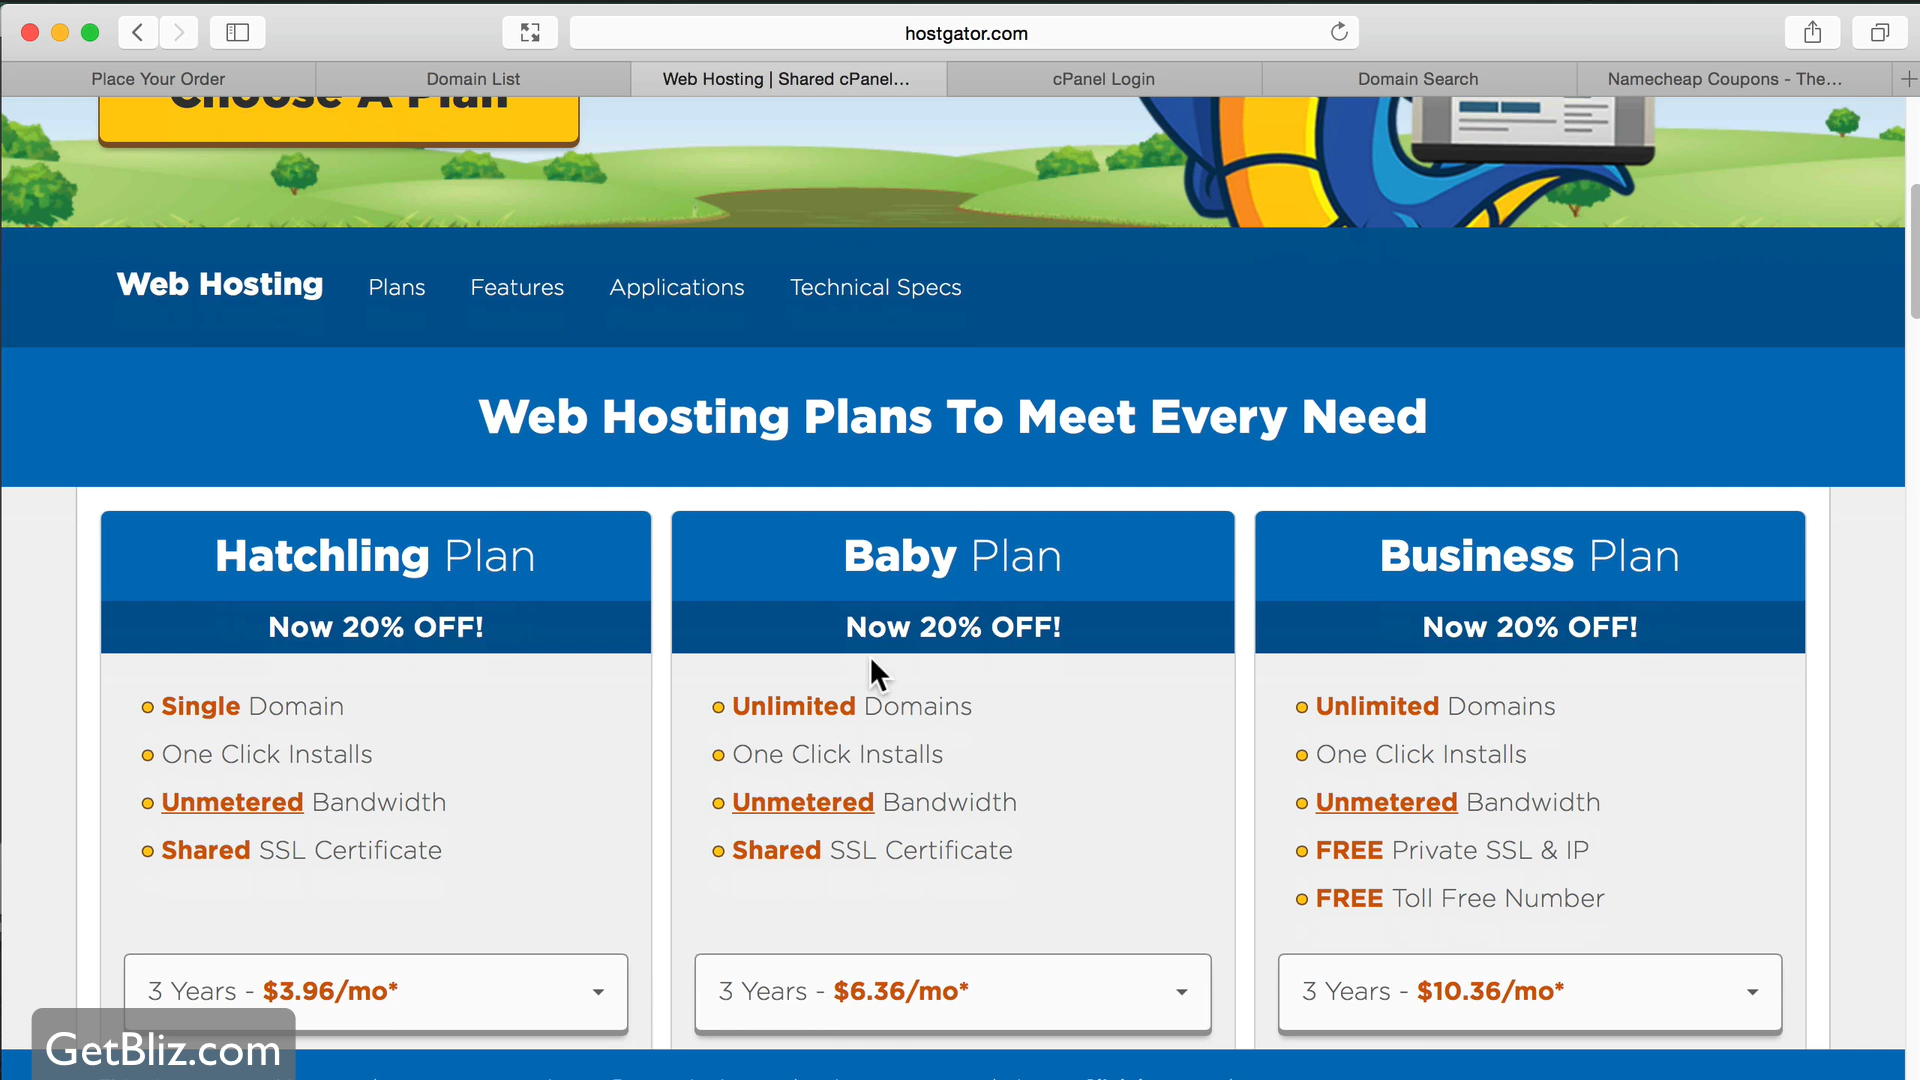 hostgator.com
Place Your Order
Domain List
Web Hosting | Shared cPanel...
cPanel Login
Domain Search
Namecheap Coupons - The...
Choose A Plan
Web Hosting
Plans
Features
Applications
Technical Specs
Web Hosting Plans To Meet Every Need
Hatchling Plan
Now 20% OFF!
Single Domain
One Click Installs
Unmetered Bandwidth
Shared SSL Certificate
3 Years - $3.96/mo*
Baby Plan
Now 20% OFF!
Unlimited Domains
One Click Installs
Unmetered Bandwidth
Shared SSL Certificate
3 Years - $6.36/mo*
Business Plan
Now 20% OFF!
Unlimited Domains
One Click Installs
Unmetered Bandwidth
FREE Private SSL & IP
FREE Toll Free Number
3 Years - $10.36/mo*
GetBliz.com